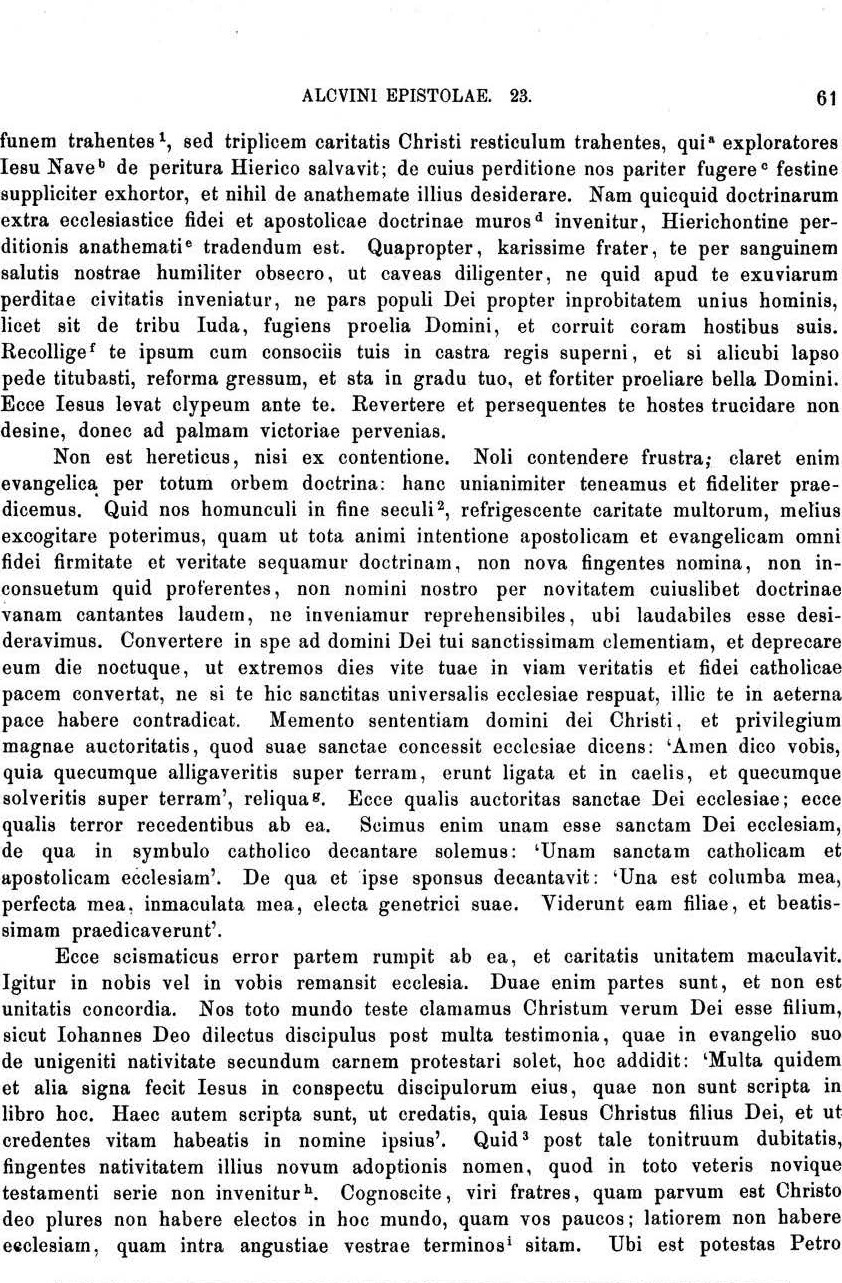 ALCVINI EPISTOLAE. 23. 61
funem trahentes¹, sed triplicem caritatis Christi resticulum trahentes, quiᵃ exploratores
Iesu Naveᵇ de peritura Hierico salvavit; de cuius perditione nos pariter fugereᶜ festine
suppliciter exhortor, et nihil de anathemate illius desiderare. Nam quicquid doctrinarum
extra ecclesiastice fidei et apostolicae doctrinae murosᵈ invenitur, Hierichontine per-
ditionis anathematiᵉ tradendum est. Quapropter, karissime frater, te per sanguinem
salutis nostrae humiliter obsecro, ut caveas diligenter, ne quid apud te exuviarum
perditae civitatis inveniatur, ne pars populi Dei propter inprobitatem unius hominis,
licet sit de tribu Iuda, fugiens proelia Domini, et corruit coram hostibus suis.
Recolligeᶠ te ipsum cum consociis tuis in castra regis superni, et si alicubi lapso
pede titubasti, reforma gressum, et sta in gradu tuo, et fortiter proeliare bella Domini.
Ecce Iesus levat clypeum ante te. Revertere et persequentes te hostes trucidare non
desine, donec ad palmam victoriae pervenias.
Non est hereticus, nisi ex contentione. Noli contendere frustra; claret enim
evangelicę per totum orbem doctrina: hanc unianimiter teneamus et fideliter prae-
dicemus. Quid nos homunculi in fine seculi², refrigescente caritate multorum, melius
excogitare poterimus, quam ut tota animi intentione apostolicam et evangelicam omni
fidei firmitate et veritate sequamur doctrinam, non nova fingentes nomina, non in-
consuetum quid proferentes, non nomini nostro per novitatem cuiuslibet doctrinae
vanam cantantes laudem, ne inveniamur reprehensibiles, ubi laudabiles esse desi-
deravimus. Convertere in spe ad domini Dei tui sanctissimam clementiam, et deprecare
eum die noctuque, ut extremos dies vite tuae in viam veritatis et fidei catholicae
pacem convertat, ne si te hic sanctitas universalis ecclesiae respuat, illic te in aeterna
pace habere contradicat. Memento sententiam domini dei Christi, et privilegium
magnae auctoritatis, quod suae sanctae concessit ecclesiae dicens: ‘Amen dico vobis,
quia quecumque alligaveritis super terram, erunt ligata et in caelis, et quecumque
solveritis super terram’, reliquaᵍ. Ecce qualis auctoritas sanctae Dei ecclesiae; ecce
qualis terror recedentibus ab ea. Scimus enim unam esse sanctam Dei ecclesiam,
de qua in symbulo catholico decantare solemus: ‘Unam sanctam catholicam et
apostolicam ecclesiam’. De qua et ipse sponsus decantavit: ‘Una est columba mea,
perfecta mea, inmaculata mea, electa genetrici suae. Viderunt eam filiae, et beatis-
simam praedicaverunt’.
Ecce scismaticus error partem rumpit ab ea, et caritatis unitatem maculavit.
Igitur in nobis vel in vobis remansit ecclesia. Duae enim partes sunt, et non est
unitatis concordia. Nos toto mundo teste clamamus Christum verum Dei esse filium,
sicut Iohannes Deo dilectus discipulus post multa testimonia, quae in evangelio suo
de unigeniti nativitate secundum carnem protestari solet, hoc addidit: ‘Multa quidem
et alia signa fecit Iesus in conspectu discipulorum eius, quae non sunt scripta in
libro hoc. Haec autem scripta sunt, ut credatis, quia Iesus Christus filius Dei, et ut
credentes vitam habeatis in nomine ipsius’. Quid³ post tale tonitruum dubitatis,
fingentes nativitatem illius novum adoptionis nomen, quod in toto veteris novique
testamenti serie non inveniturʰ. Cognoscite, viri fratres, quam parvum est Christo
deo plures non habere electos in hoc mundo, quam vos paucos; latiorem non habere
ecclesiam, quam intra angustiae vestrae terminosⁱ sitam. Ubi est potestas Petro